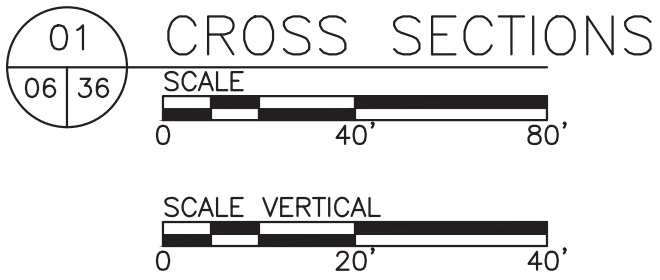 01 CROSS SECTIONS
06 36
SCALE
0 40' 80'
SCALE VERTICAL
0 20' 40'